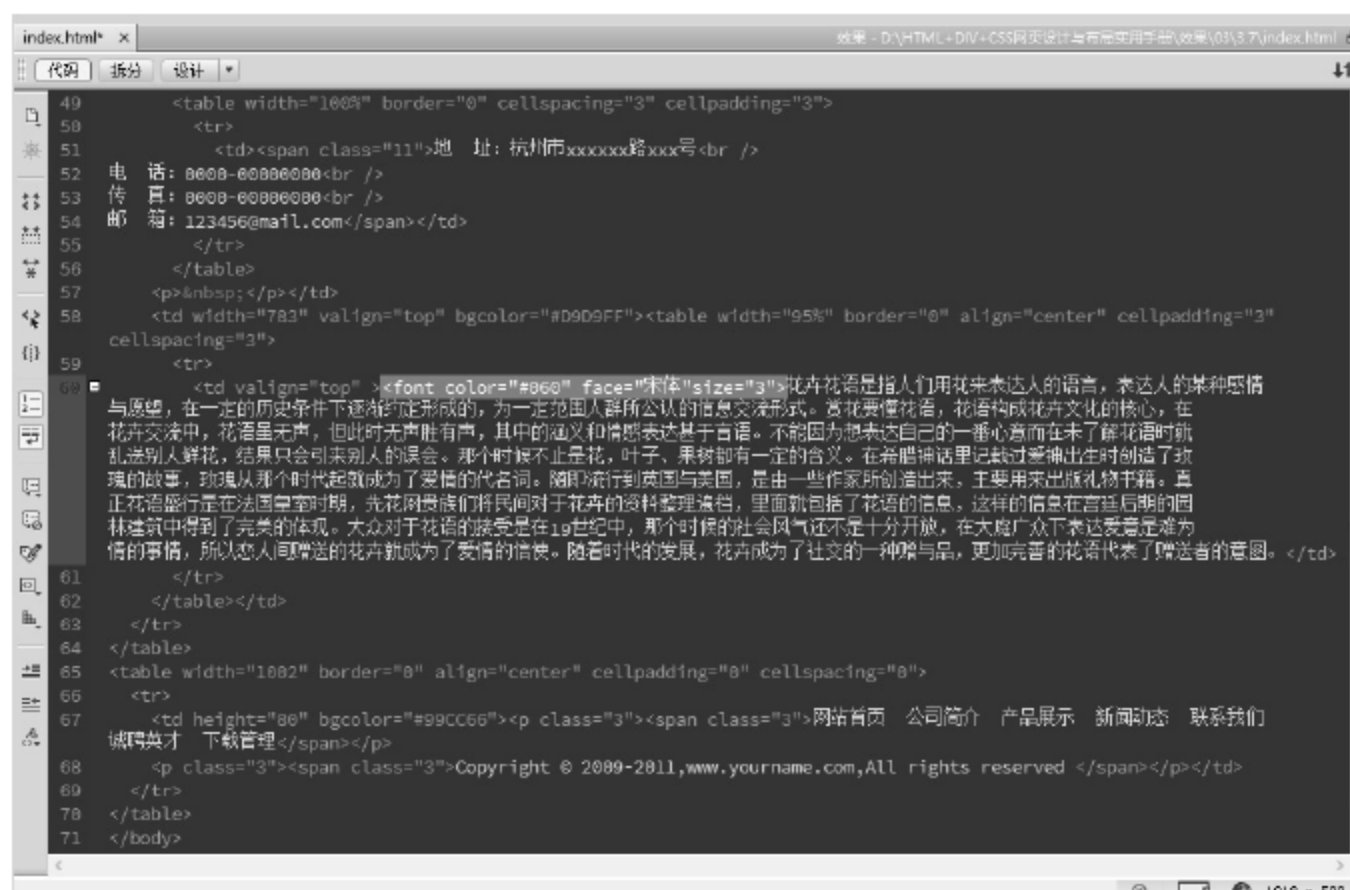 index.html* ×
效果 - D:\HTML+DIV+CSS网页设计与布局实用手册\效果\03\3.7\index.html
代码 拆分 设计
49 <table width="100%" border="0" cellspacing="3" cellpadding="3">
50 <tr>
51 <td><span class="11">地 址：杭州市xxxxxx路xxx号<br />
52 电 话：0000-00000000<br />
53 传 真：0000-00000000<br />
54 邮 箱：123456@mail.com</span></td>
55 </tr>
56 </table>
57 <p>&nbsp;</p></td>
58 <td width="783" valign="top" bgcolor="#D9D9FF"><table width="95%" border="0" align="center" cellpadding="3"
cellspacing="3">
59 <tr>
60 <td valign="top" ><font color="#060" face="宋体"size="3">花卉花语是指人们用花来表达人的语言，表达人的某种感情
与愿望，在一定的历史条件下逐渐约定形成的，为一定范围人群所公认的信息交流形式。赏花要懂花语，花语构成花卉文化的核心，在
花卉交流中，花语虽无声，但此时无声胜有声，其中的涵义和情感表达甚于言语。不能因为想表达自己的一番心意而在未了解花语时就
乱送别人鲜花，结果只会引来别人的误会。那个时候不止是花，叶子、果树都有一定的含义。在希腊神话里记载过爱神出生时创造了玫
瑰的故事，玫瑰从那个时代起就成为了爱情的代名词。随即流行到英国与美国，是由一些作家所创造出来，主要用来出版礼物书籍。真
正花语盛行是在法国皇室时期，先花网贵族们将民间对于花卉的资料整理遍档，里面就包括了花语的信息，这样的信息在宫廷后期的园
林建筑中得到了完美的体现。大众对于花语的接受是在19世纪中，那个时候的社会风气还不是十分开放，在大庭广众下表达爱意是难为
情的事情，所以恋人间赠送的花卉就成为了爱情的信使。随着时代的发展，花卉成为了社交的一种赠与品，更加完善的花语代表了赠送者的意图。</td>
61 </tr>
62 </table></td>
63 </tr>
64 </table>
65 <table width="1002" border="0" align="center" cellpadding="0" cellspacing="0">
66 <tr>
67 <td height="80" bgcolor="#99CC66"><p class="3"><span class="3">网站首页 公司简介 产品展示 新闻动态 联系我们
诚聘英才 下载管理</span></p>
68 <p class="3"><span class="3">Copyright © 2009-2011,www.yourname.com,All rights reserved </span></p></td>
69 </tr>
70 </table>
71 </body>